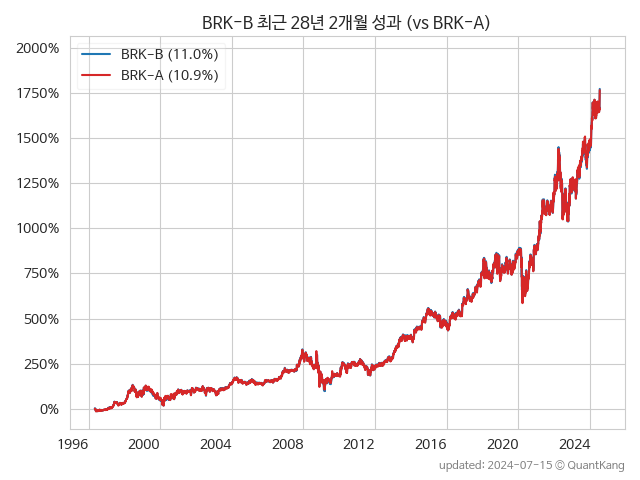 BRK-B 최근 28년 2개월 성과 (vs BRK-A)
BRK-B (11.0%)
BRK-A (10.9%)
2000%
1750%
1500%
1250%
1000%
750%
500%
250%
0%
1996 2000 2004 2008 2012 2016 2020 2024
updated: 2024-07-15 © QuantKang